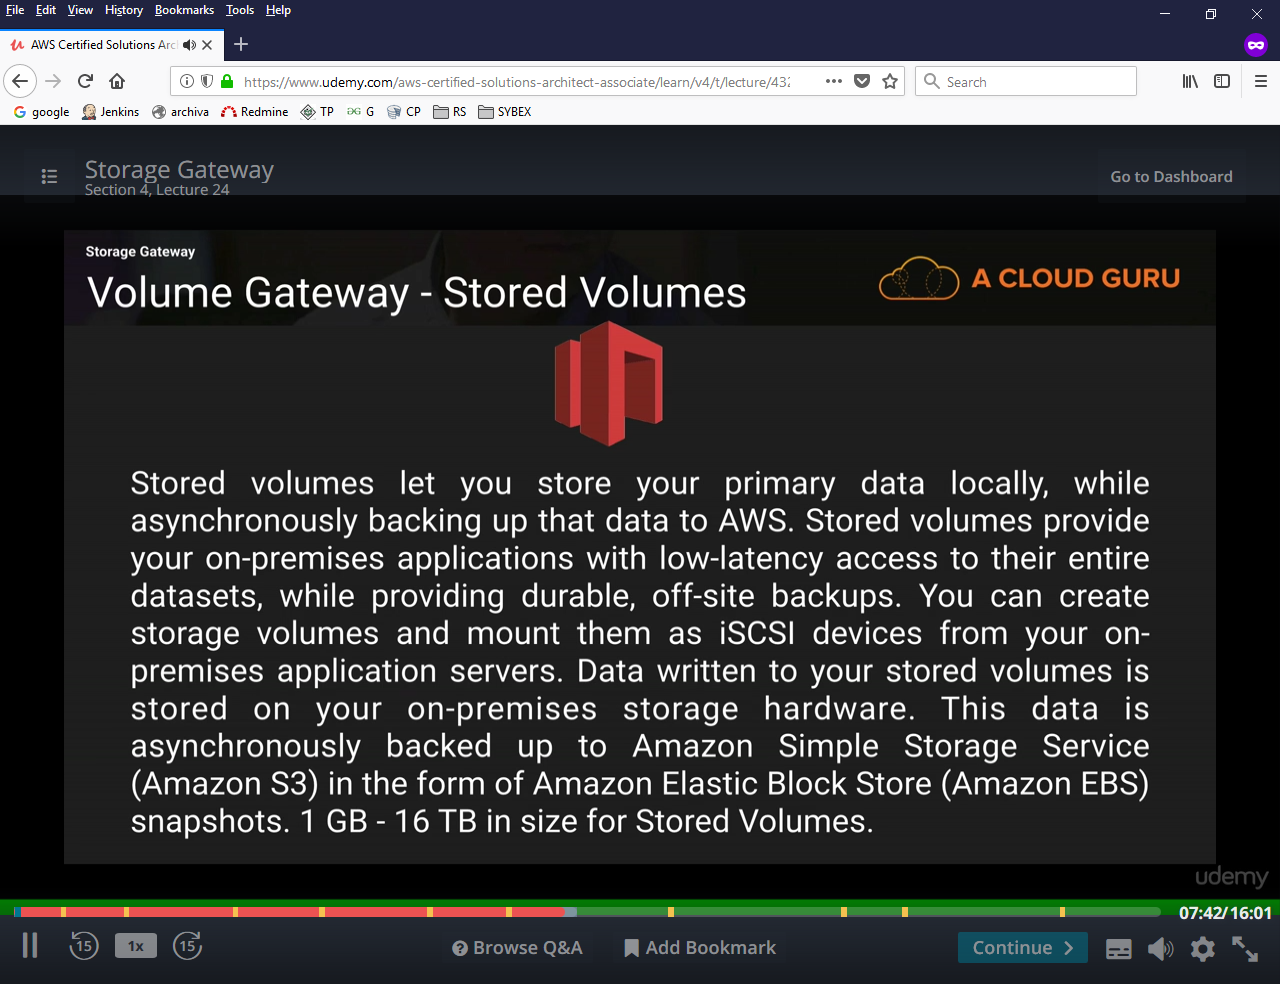 File Edit View History Bookmarks Tools Help
AWS Certified Solutions Arc
https://www.udemy.com/aws-certified-solutions-architect-associate/learn/v4/t/lecture/432
Search
google Jenkins archiva Redmine TP G CP RS SYBEX
Storage Gateway
Section 4, Lecture 24
Go to Dashboard
Storage Gateway
Volume Gateway - Stored Volumes
A CLOUD GURU
Stored volumes let you store your primary data locally, while
asynchronously backing up that data to AWS. Stored volumes provide
your on-premises applications with low-latency access to their entire
datasets, while providing durable, off-site backups. You can create
storage volumes and mount them as iSCSI devices from your on-
premises application servers. Data written to your stored volumes is
stored on your on-premises storage hardware. This data is
asynchronously backed up to Amazon Simple Storage Service
(Amazon S3) in the form of Amazon Elastic Block Store (Amazon EBS)
snapshots. 1 GB - 16 TB in size for Stored Volumes.
udemy
07:42/16:01
15 1x 15 Browse Q&A Add Bookmark Continue